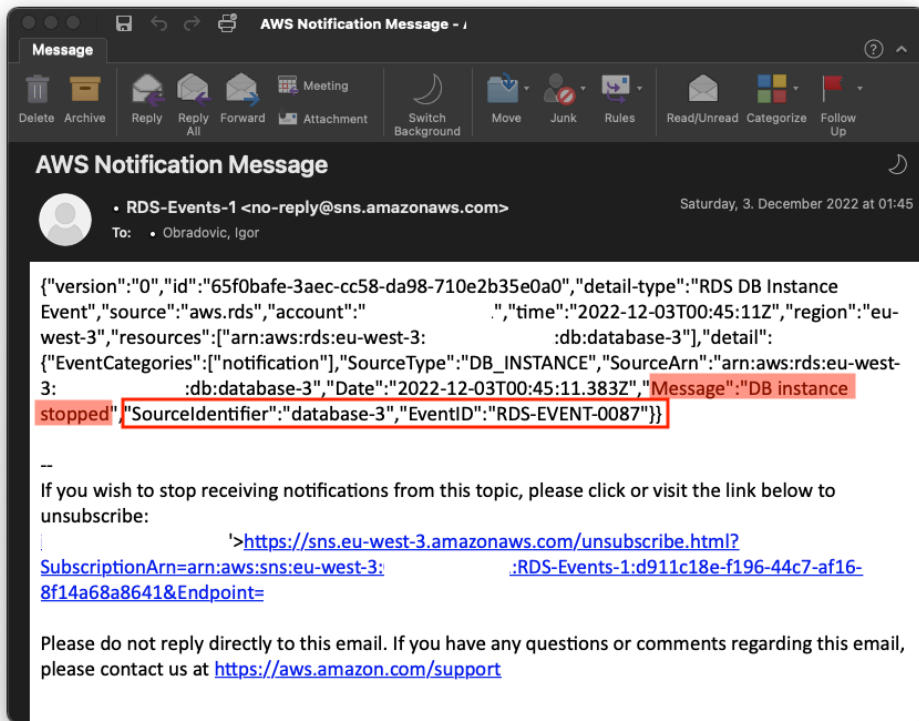 AWS Notification Message -
Message
Delete
Archive
Reply
Reply All
Forward
Meeting
Attachment
Switch Background
Move
Junk
Rules
Read/Unread
Categorize
Follow Up
AWS Notification Message
• RDS-Events-1 <no-reply@sns.amazonaws.com>
Saturday, 3. December 2022 at 01:45
To: • Obradovic, Igor
{"version":"0","id":"65f0bafe-3aec-cc58-da98-710e2b35e0a0","detail-type":"RDS DB Instance
Event","source":"aws.rds","account":" ","time":"2022-12-03T00:45:11Z","region":"eu-
west-3","resources":["arn:aws:rds:eu-west-3: :db:database-3"],"detail":
{"EventCategories":["notification"],"SourceType":"DB_INSTANCE","SourceArn":"arn:aws:rds:eu-west-
3: :db:database-3","Date":"2022-12-03T00:45:11.383Z","Message":"DB instance
stopped","SourceIdentifier":"database-3","EventID":"RDS-EVENT-0087"}}
--
If you wish to stop receiving notifications from this topic, please click or visit the link below to
unsubscribe:
'>https://sns.eu-west-3.amazonaws.com/unsubscribe.html?
SubscriptionArn=arn:aws:sns:eu-west-3: :RDS-Events-1:d911c18e-f196-44c7-af16-
8f14a68a8641&Endpoint=
Please do not reply directly to this email. If you have any questions or comments regarding this email,
please contact us at https://aws.amazon.com/support